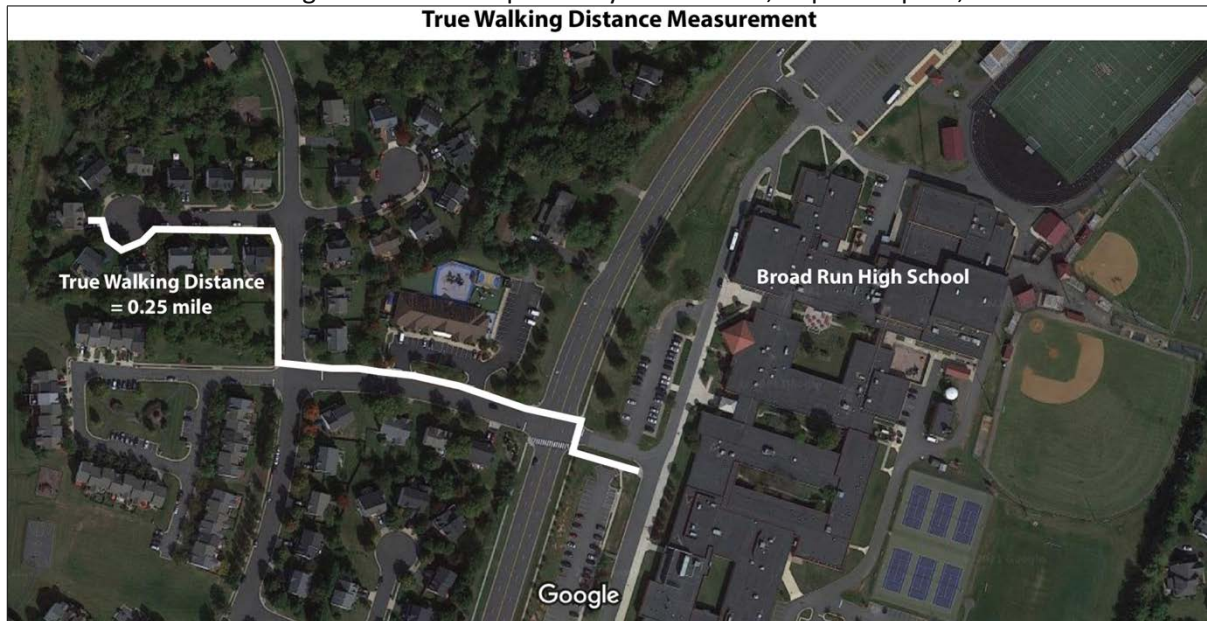 True Walking Distance Measurement
True Walking Distance
= 0.25 mile
Broad Run High School
Google